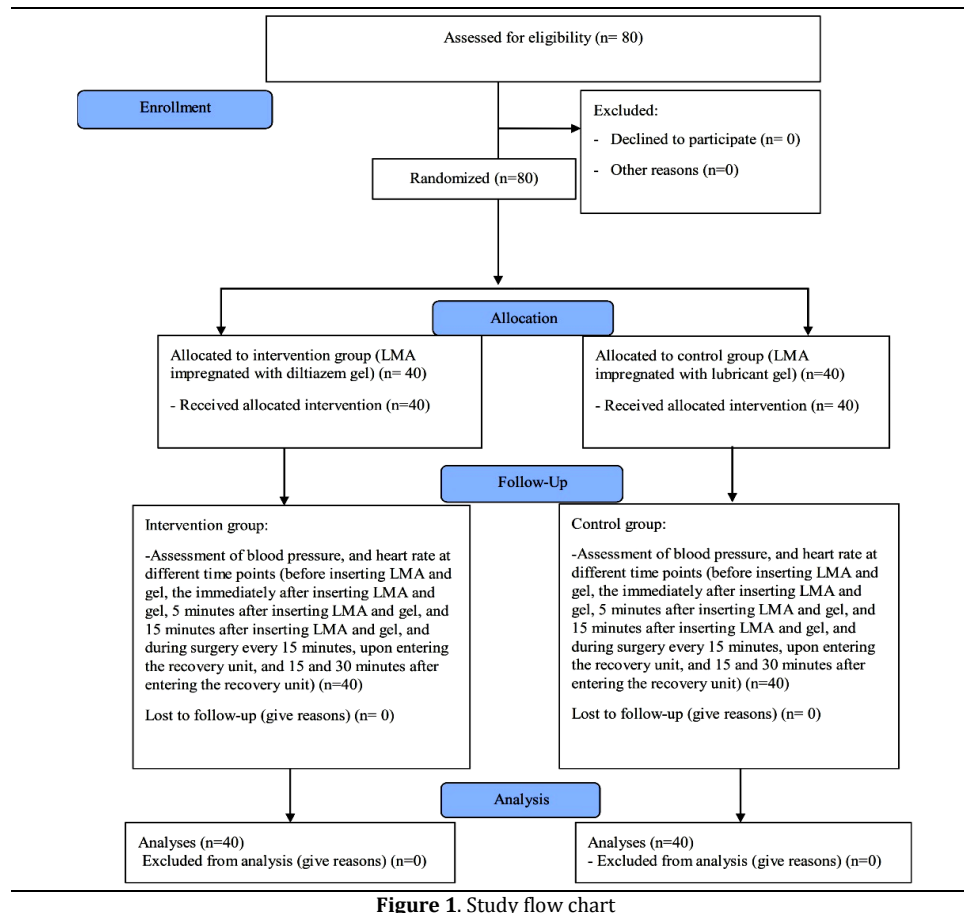 Assessed for eligibility (n= 80)
Enrollment
Excluded:
- Declined to participate (n= 0)
- Other reasons (n=0)
Randomized (n=80)
Allocation
Allocated to intervention group (LMA
impregnated with diltiazem gel) (n= 40)
- Received allocated intervention (n=40)
Allocated to control group (LMA
impregnated with lubricant gel) (n=40)
- Received allocated intervention (n= 40)
Follow-Up
Intervention group:
-Assessment of blood pressure, and heart rate at
different time points (before inserting LMA and
gel, the immediately after inserting LMA and
gel, 5 minutes after inserting LMA and gel, and
15 minutes after inserting LMA and gel, and
during surgery every 15 minutes, upon entering
the recovery unit, and 15 and 30 minutes after
entering the recovery unit) (n=40)
Lost to follow-up (give reasons) (n= 0)
Control group:
-Assessment of blood pressure, and heart rate at
different time points (before inserting LMA and
gel, the immediately after inserting LMA and
gel, 5 minutes after inserting LMA and gel, and
15 minutes after inserting LMA and gel, and
during surgery every 15 minutes, upon entering
the recovery unit, and 15 and 30 minutes after
entering the recovery unit) (n=40)
Lost to follow-up (give reasons) (n= 0)
Analysis
Analyses (n=40)
Excluded from analysis (give reasons) (n=0)
Analyses (n=40)
- Excluded from analysis (give reasons) (n=0)
Figure 1. Study flow chart